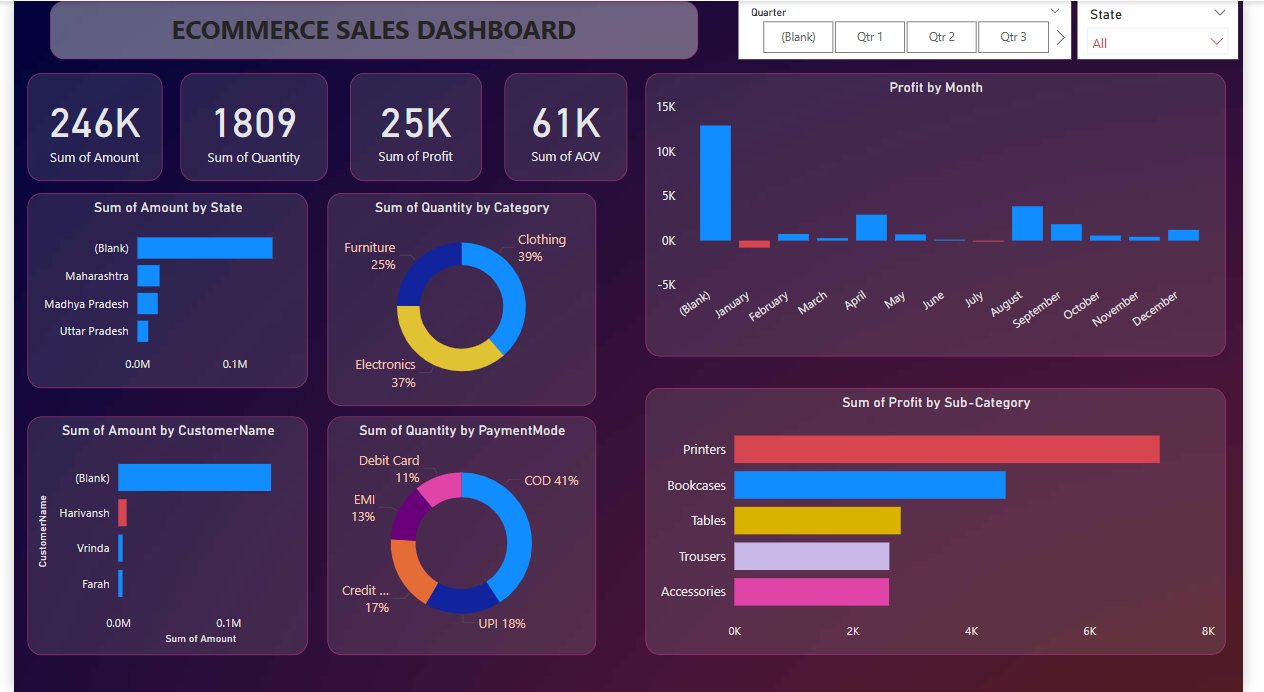 ECOMMERCE SALES DASHBOARD
Quarter
(Blank)
Qtr 1
Qtr 2
Qtr 3
State
All
246K
Sum of Amount
1809
Sum of Quantity
25K
Sum of Profit
61K
Sum of AOV
Profit by Month
15K
10K
5K
0K
-5K
(Blank)
January
February
March
April
May
June
July
August
September
October
November
December
Sum of Amount by State
(Blank)
Maharashtra
Madhya Pradesh
Uttar Pradesh
0.0M
0.1M
Sum of Quantity by Category
Furniture
25%
Clothing
39%
Electronics
37%
Sum of Amount by CustomerName
CustomerName
(Blank)
Harivansh
Vrinda
Farah
0.0M
0.1M
Sum of Amount
Sum of Quantity by PaymentMode
Debit Card
11%
COD 41%
EMI
13%
Credit ...
17%
UPI 18%
Sum of Profit by Sub-Category
Printers
Bookcases
Tables
Trousers
Accessories
0K
2K
4K
6K
8K